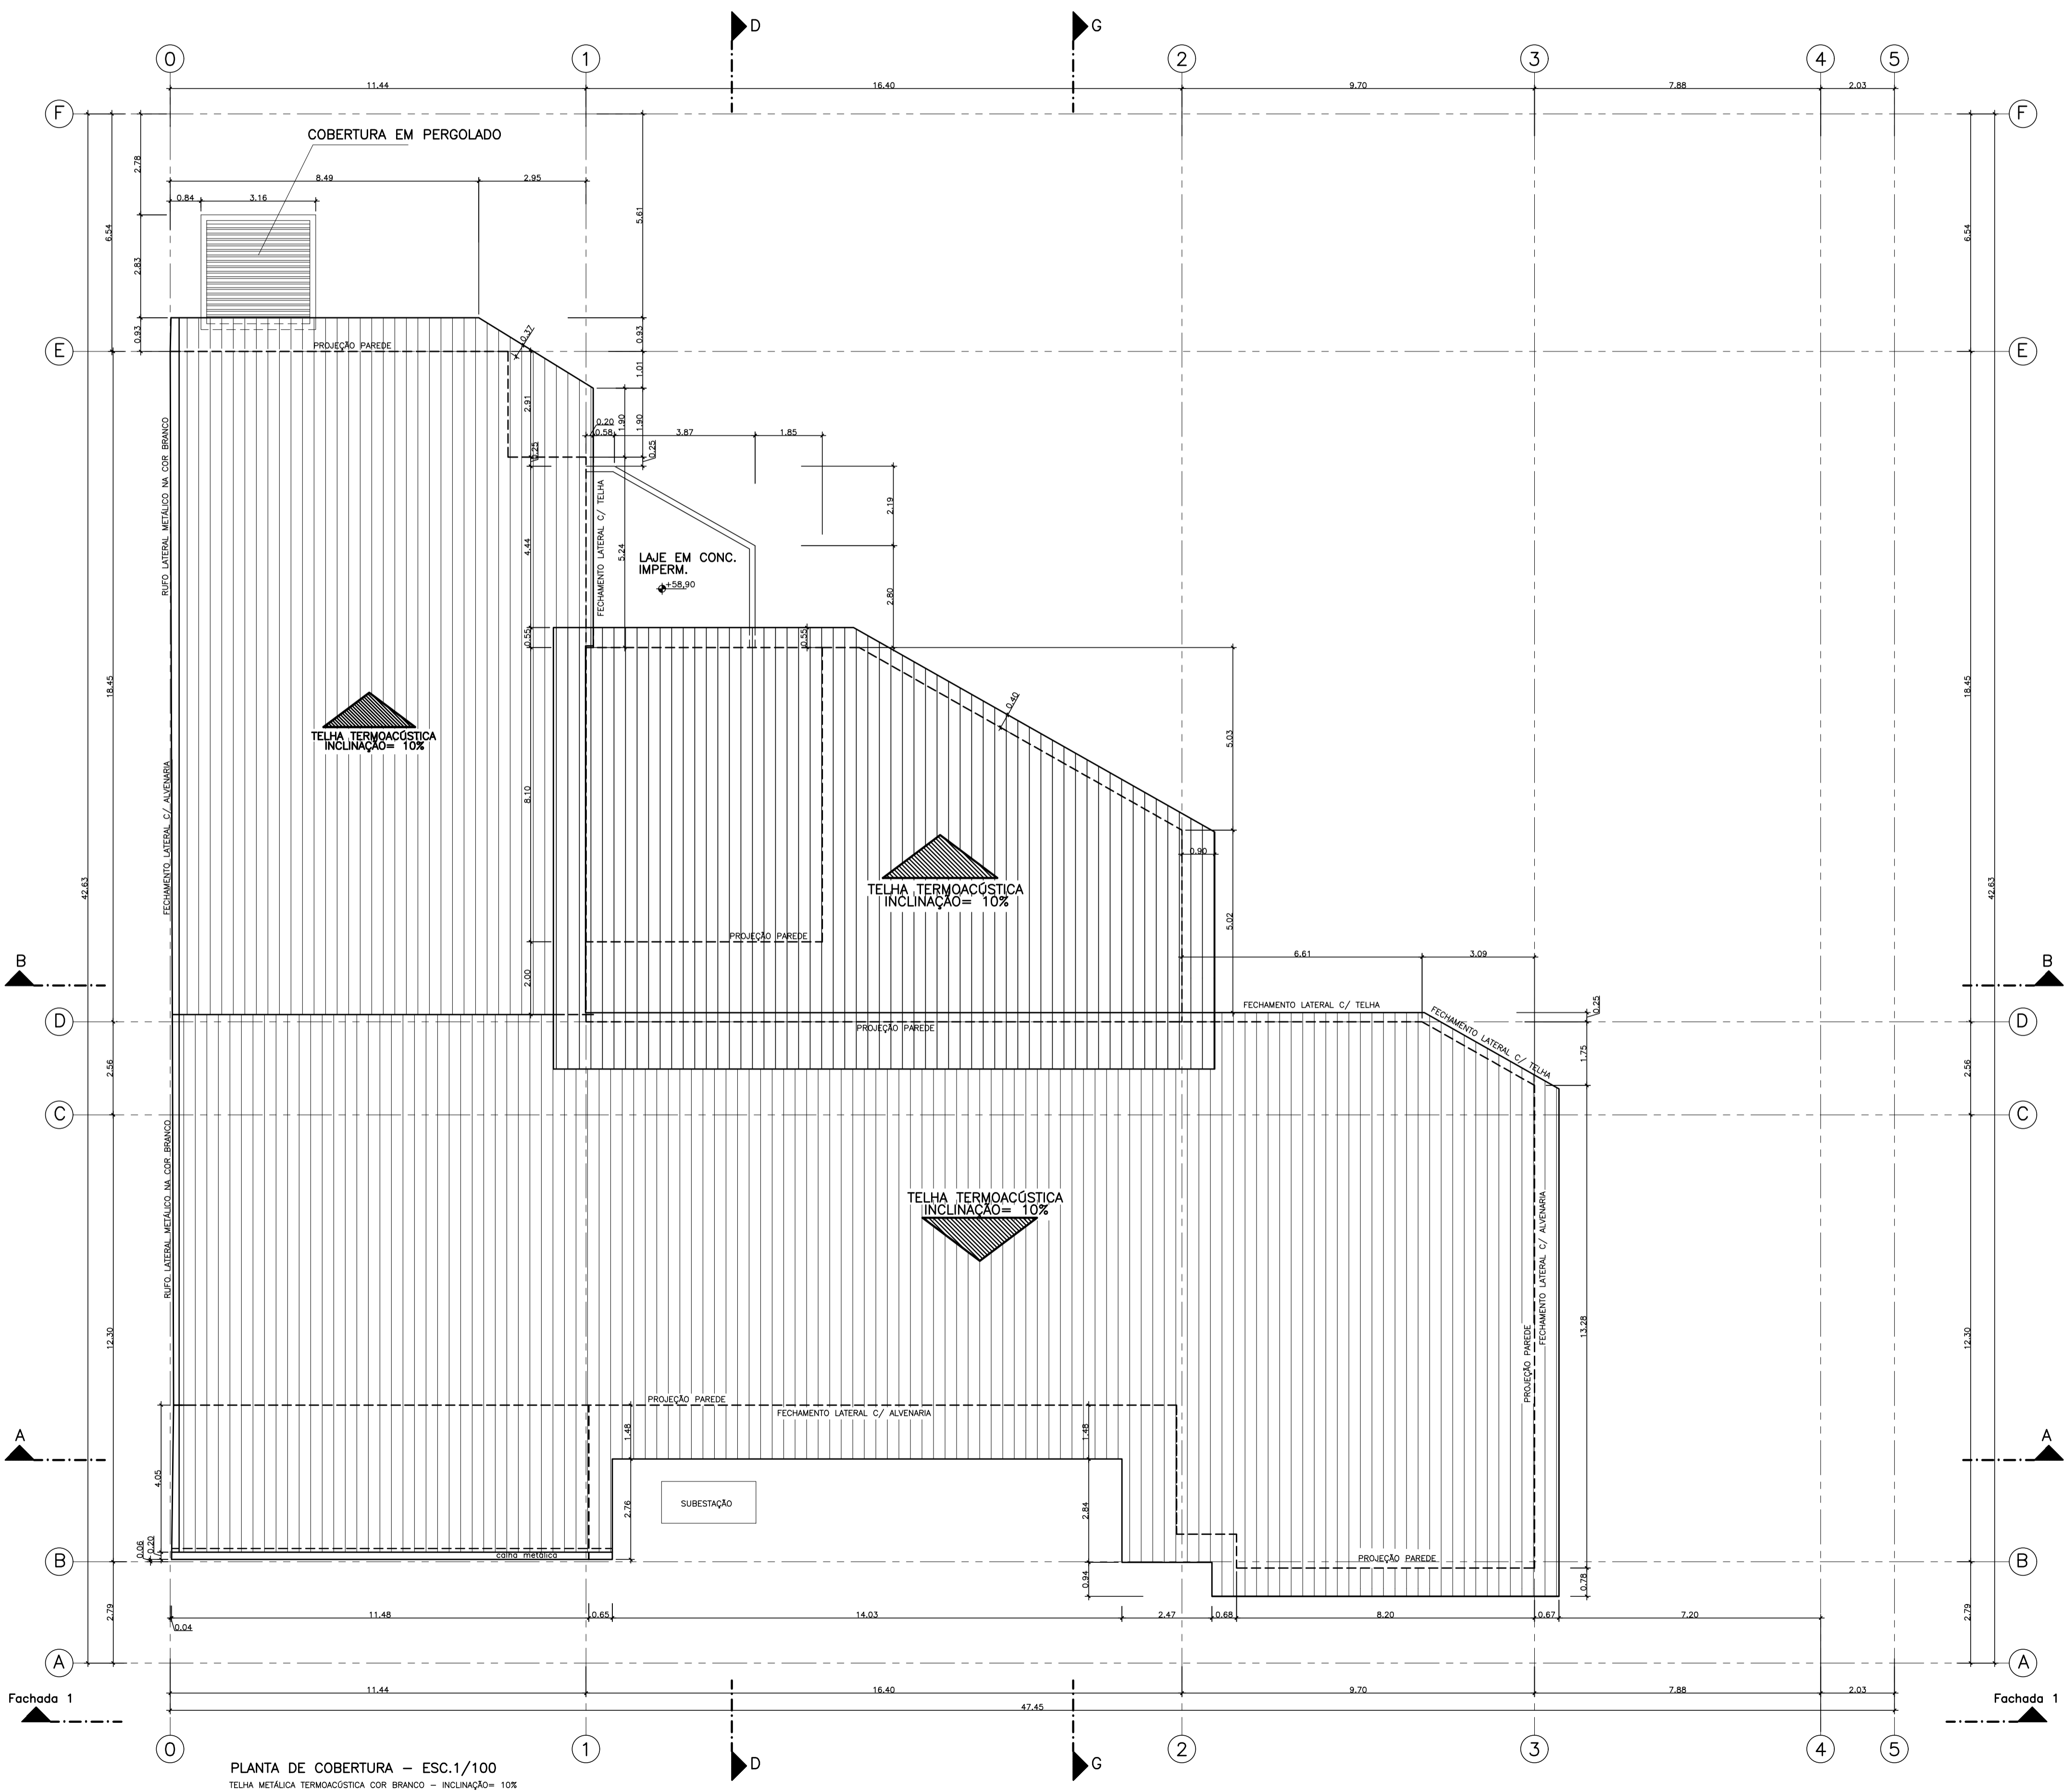 D
G
0
1
2
3
4
5
11.44
16.40
9.70
7.88
2.03
F
F
COBERTURA EM PERGOLADO
2.78
8.49
2.95
0.84
3.16
5.61
6.54
2.83
6.54
0.93
0.37
0.93
PROJEÇÃO PAREDE
E
E
1.01
2.91
1.90
1.90
0.20
0.58
3.87
1.85
0.25
0.25
RUFO LATERAL METÁLICO NA COR BRANCO
FECHAMENTO LATERAL C/ TELHA
2.19
4.44
5.24
LAJE EM CONC.
IMPERM.
+58,90
2.80
0.55
0.55
18.45
18.45
0.40
TELHA TERMOACÚSTICA
INCLINAÇÃO= 10%
5.03
FECHAMENTO LATERAL C/ ALVENARIA
8.10
0.90
42.63
42.63
TELHA TERMOACÚSTICA
INCLINAÇÃO= 10%
5.02
PROJEÇÃO PAREDE
6.61
3.09
B
B
2.00
FECHAMENTO LATERAL C/ TELHA
FECHAMENTO LATERAL C/ TELHA
0.25
D
PROJEÇÃO PAREDE
D
1.75
2.56
2.56
C
C
RUFO LATERAL METÁLICO NA COR BRANCO
TELHA TERMOACÚSTICA
INCLINAÇÃO= 10%
FECHAMENTO LATERAL C/ ALVENARIA
12.30
13.28
12.30
PROJEÇÃO PAREDE
PROJEÇÃO PAREDE
FECHAMENTO LATERAL C/ ALVENARIA
1.48
1.48
A
A
4.05
2.76
SUBESTAÇÃO
2.84
0.06
0.20
calha metálica
PROJEÇÃO PAREDE
B
B
0.94
0.78
2.79
2.79
11.48
0.65
14.03
2.47
0.68
8.20
0.67
7.20
0.04
A
A
11.44
16.40
9.70
7.88
2.03
Fachada 1
Fachada 1
47.45
0
1
2
3
4
5
D
G
PLANTA DE COBERTURA – ESC.1/100
TELHA METÁLICA TERMOACÚSTICA COR BRANCO – INCLINAÇÃO= 10%